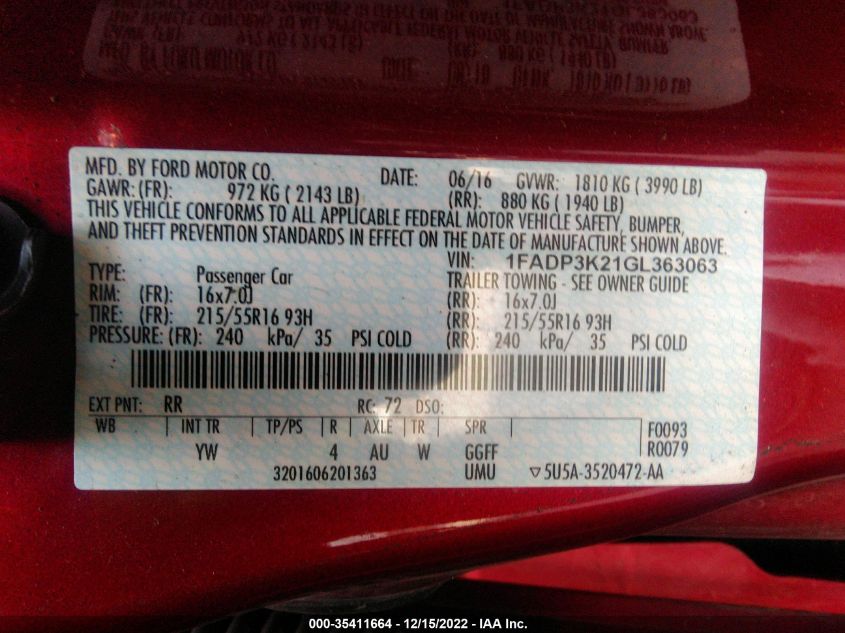 MFD. BY FORD MOTOR CO. DATE: 06/16 GVWR: 1810 KG ( 3990 LB)
GAWR: (FR): 972 KG ( 2143 LB) (RR): 880 KG ( 1940 LB)
THIS VEHICLE CONFORMS TO ALL APPLICABLE FEDERAL MOTOR VEHICLE SAFETY, BUMPER,
AND THEFT PREVENTION STANDARDS IN EFFECT ON THE DATE OF MANUFACTURE SHOWN ABOVE.
VIN: 1FADP3K21GL363063
TYPE: Passenger Car TRAILER TOWING - SEE OWNER GUIDE
RIM: (FR): 16x7.0J (RR): 16x7.0J
TIRE: (FR): 215/55R16 93H (RR): 215/55R16 93H
PRESSURE: (FR): 240 kPa/ 35 PSI COLD (RR): 240 kPa/ 35 PSI COLD
EXT PNT: RR RC: 72 DSO:
WB INT TR TP/PS R AXLE TR SPR F0093
YW 4 AU W GGFF R0079
3201606201363 UMU ▽5U5A-3520472-AA
000-35411664 - 12/15/2022 - IAA Inc.